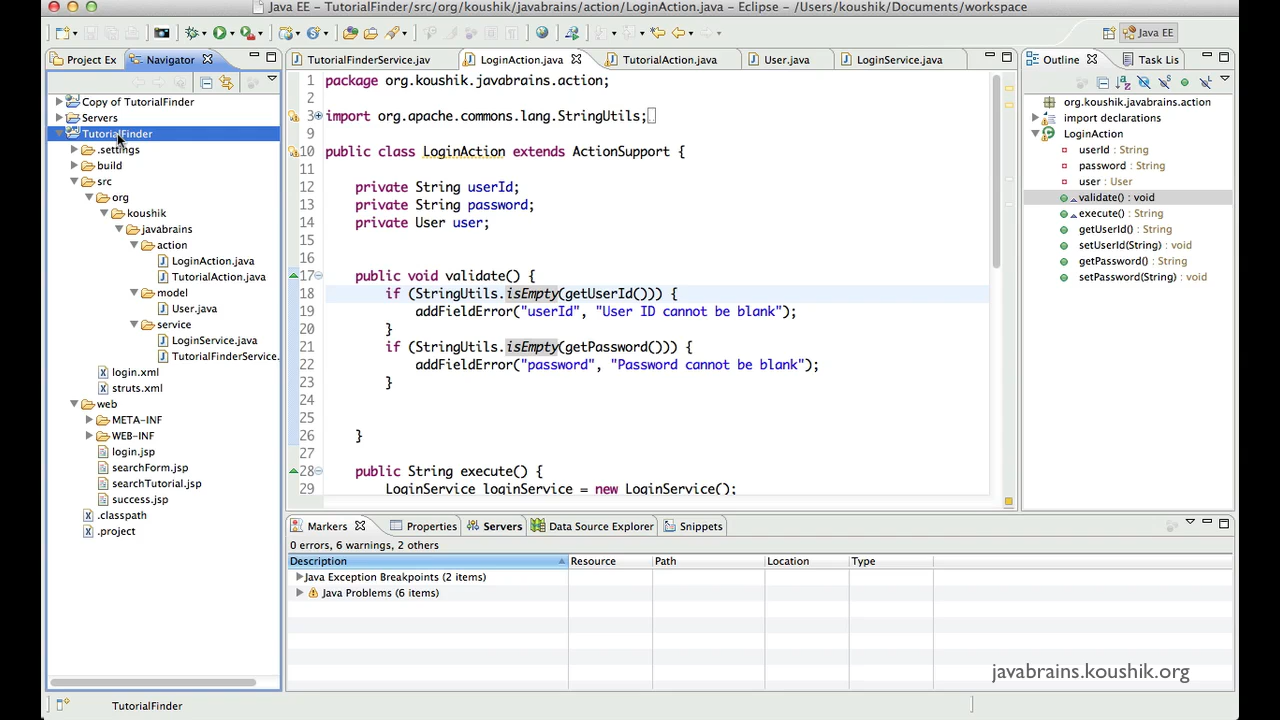 Java EE – TutorialFinder/src/org/koushik/javabrains/action/LoginAction.java – Eclipse – /Users/koushik/Documents/workspace
Java EE
Project Ex
Navigator
Copy of TutorialFinder
Servers
TutorialFinder
.settings
build
src
org
koushik
javabrains
action
LoginAction.java
TutorialAction.java
model
User.java
service
LoginService.java
TutorialFinderService.
login.xml
struts.xml
web
META-INF
WEB-INF
login.jsp
searchForm.jsp
searchTutorial.jsp
success.jsp
.classpath
.project
TutorialFinderService.jav
LoginAction.java
TutorialAction.java
User.java
LoginService.java
1 package org.koushik.javabrains.action;
2
3 import org.apache.commons.lang.StringUtils;
9
10 public class LoginAction extends ActionSupport {
11
12 private String userId;
13 private String password;
14 private User user;
15
16
17 public void validate() {
18 if (StringUtils.isEmpty(getUserId())) {
19 addFieldError("userId", "User ID cannot be blank");
20 }
21 if (StringUtils.isEmpty(getPassword())) {
22 addFieldError("password", "Password cannot be blank");
23 }
24
25
26 }
27
28 public String execute() {
29 LoginService loginService = new LoginService();
Outline
Task Lis
org.koushik.javabrains.action
import declarations
LoginAction
userId : String
password : String
user : User
validate() : void
execute() : String
getUserId() : String
setUserId(String) : void
getPassword() : String
setPassword(String) : void
Markers
Properties
Servers
Data Source Explorer
Snippets
0 errors, 6 warnings, 2 others
Description Resource Path Location Type
Java Exception Breakpoints (2 items)
Java Problems (6 items)
javabrains.koushik.org
TutorialFinder